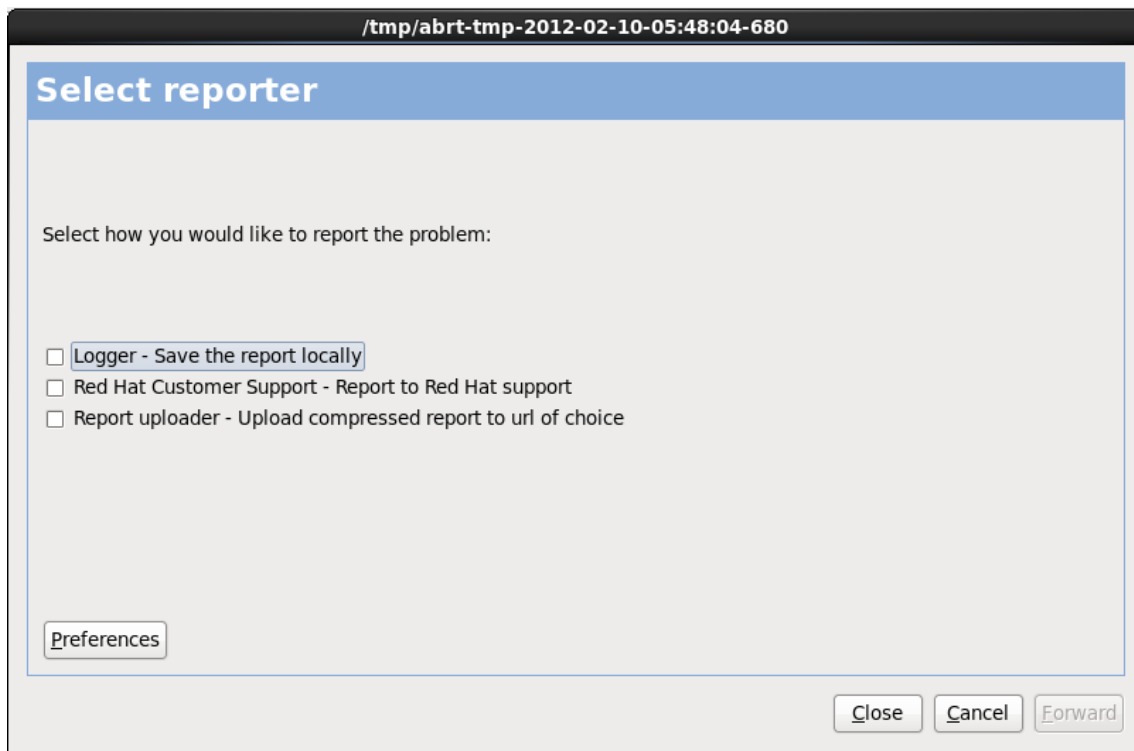 /tmp/abrt-tmp-2012-02-10-05:48:04-680
Select reporter
Select how you would like to report the problem:
Logger - Save the report locally
Red Hat Customer Support - Report to Red Hat support
Report uploader - Upload compressed report to url of choice
Preferences
Close Cancel Forward